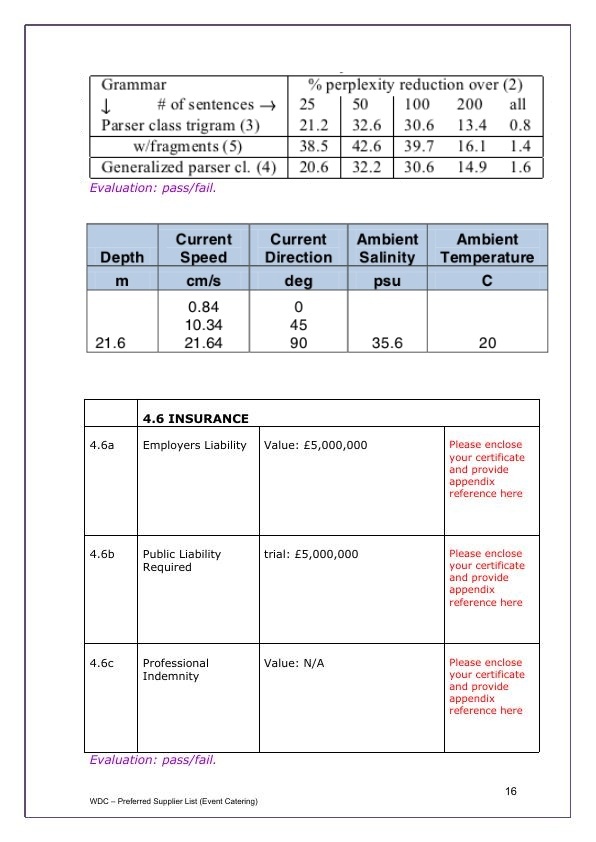 Grammar % perplexity reduction over (2)
↓ # of sentences → 25 50 100 200 all
Parser class trigram (3) 21.2 32.6 30.6 13.4 0.8
w/fragments (5) 38.5 42.6 39.7 16.1 1.4
Generalized parser cl. (4) 20.6 32.2 30.6 14.9 1.6
Evaluation: pass/fail.
Depth Current Speed Current Direction Ambient Salinity Ambient Temperature
m cm/s deg psu C
0.84 0
10.34 45
21.6 21.64 90 35.6 20
4.6 INSURANCE
4.6a Employers Liability Value: £5,000,000 Please enclose
your certificate
and provide
appendix
reference here
4.6b Public Liability trial: £5,000,000 Please enclose
Required your certificate
and provide
appendix
reference here
4.6c Professional Value: N/A Please enclose
Indemnity your certificate
and provide
appendix
reference here
Evaluation: pass/fail.
16
WDC – Preferred Supplier List (Event Catering)